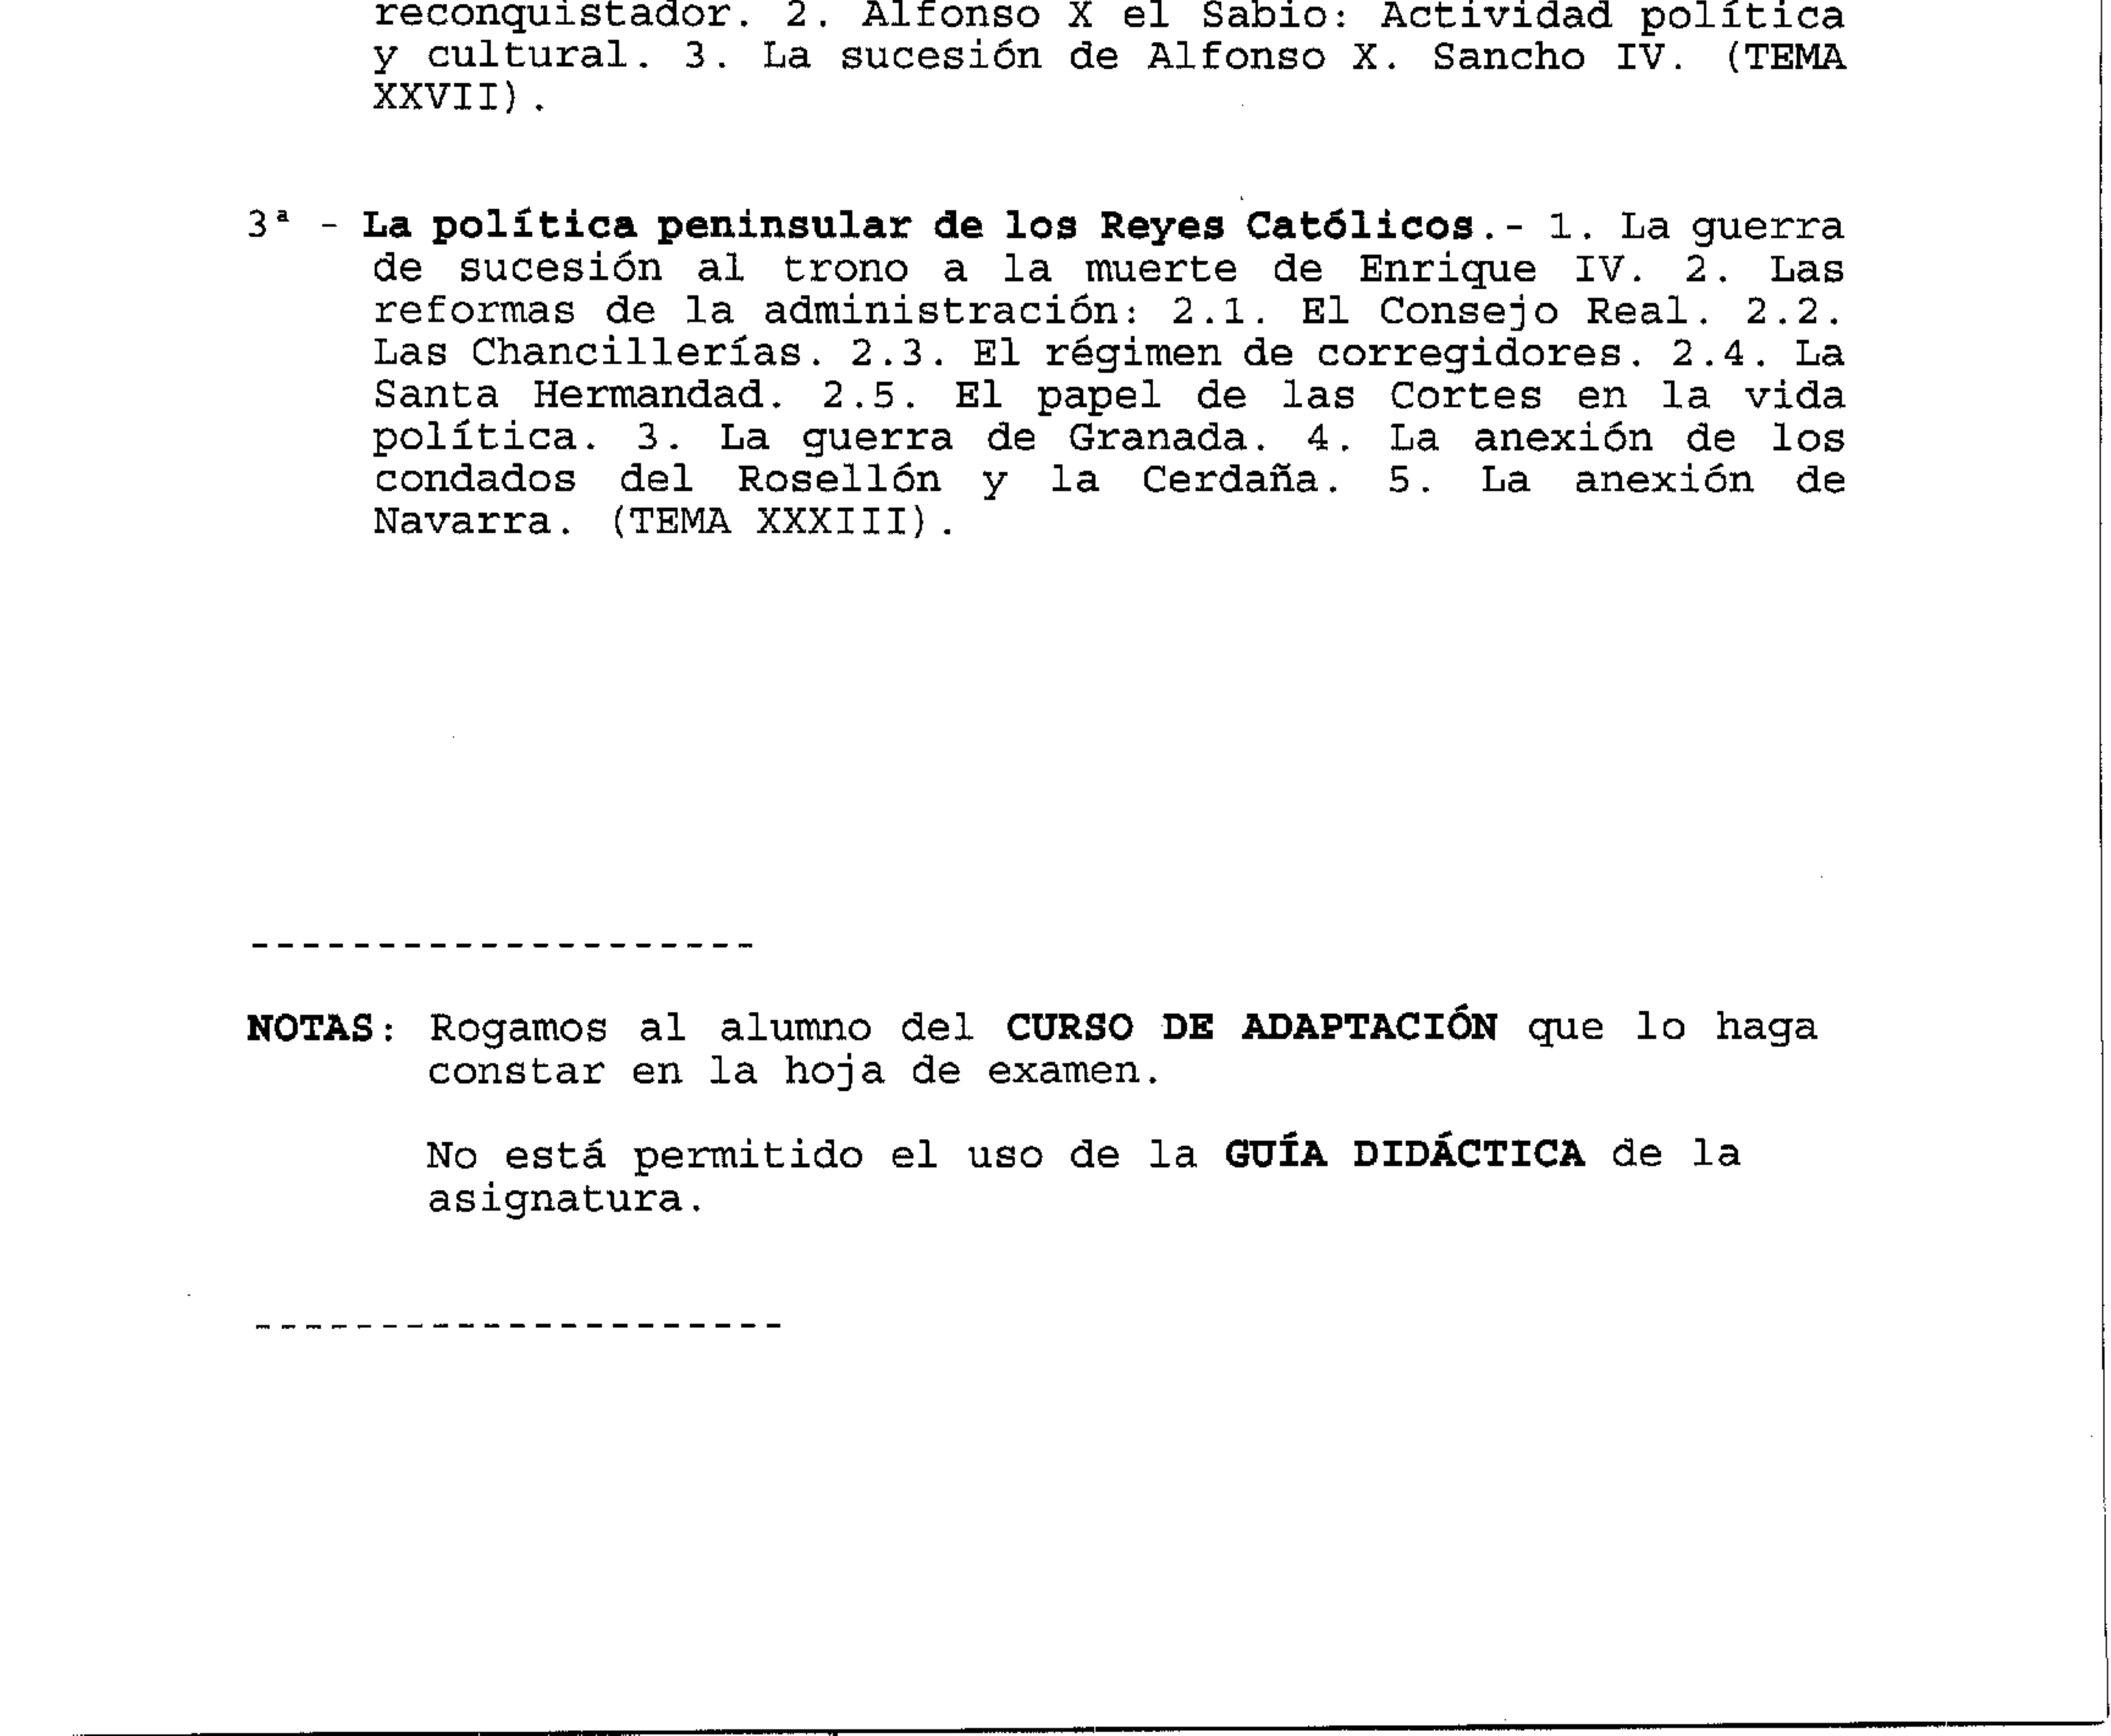 reconquistador. 2. Alfonso X el Sabio: Actividad política
y cultural. 3. La sucesión de Alfonso X. Sancho IV. (TEMA
XXVII).
3ª - La política peninsular de los Reyes Católicos.- 1. La guerra
de sucesión al trono a la muerte de Enrique IV. 2. Las
reformas de la administración: 2.1. El Consejo Real. 2.2.
Las Chancillerías. 2.3. El régimen de corregidores. 2.4. La
Santa Hermandad. 2.5. El papel de las Cortes en la vida
política. 3. La guerra de Granada. 4. La anexión de los
condados del Rosellón y la Cerdaña. 5. La anexión de
Navarra. (TEMA XXXIII).
--------------------
NOTAS: Rogamos al alumno del CURSO DE ADAPTACIÓN que lo haga
constar en la hoja de examen.
No está permitido el uso de la GUÍA DIDÁCTICA de la
asignatura.
---------------------